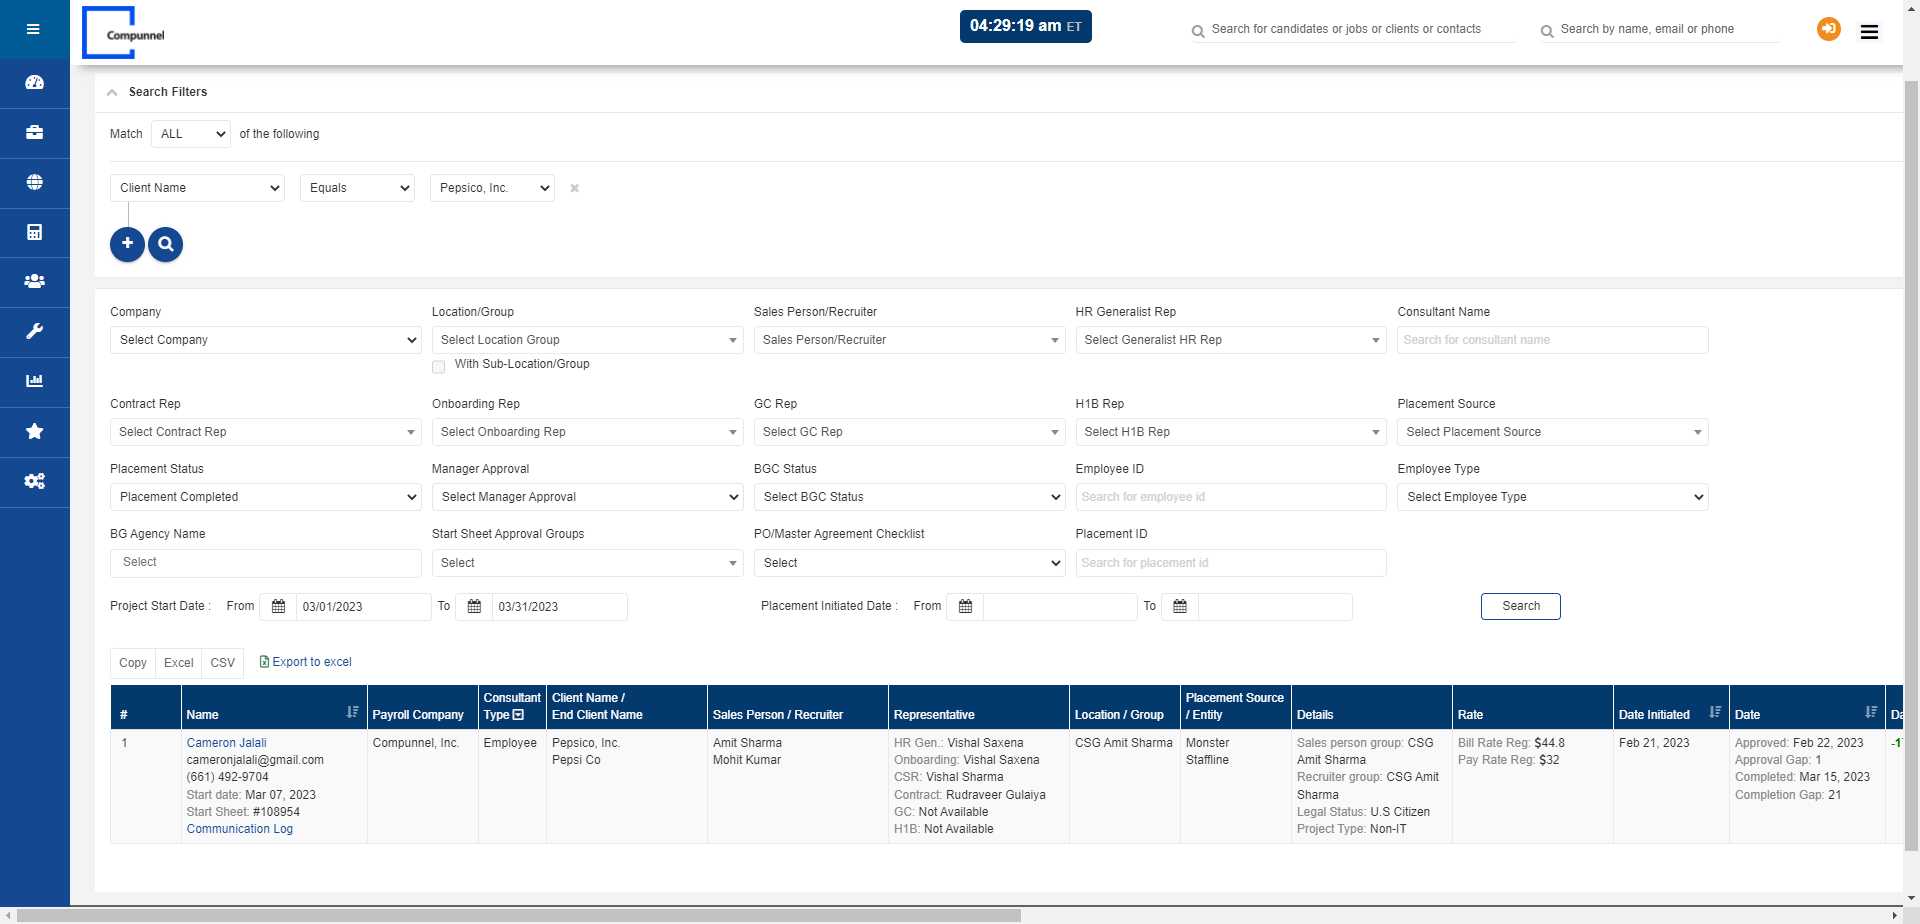 Compunnel
04:29:19 am ET
Search for candidates or jobs or clients or contacts
Search by name, email or phone
Search Filters
Match ALL of the following
Client Name Equals Pepsico, Inc.
Company Location/Group Sales Person/Recruiter HR Generalist Rep Consultant Name
Select Company Select Location Group Sales Person/Recruiter Select Generalist HR Rep Search for consultant name
With Sub-Location/Group
Contract Rep Onboarding Rep GC Rep H1B Rep Placement Source
Select Contract Rep Select Onboarding Rep Select GC Rep Select H1B Rep Select Placement Source
Placement Status Manager Approval BGC Status Employee ID Employee Type
Placement Completed Select Manager Approval Select BGC Status Search for employee id Select Employee Type
BG Agency Name Start Sheet Approval Groups PO/Master Agreement Checklist Placement ID
Select Select Select Search for placement id
Project Start Date : From 03/01/2023 To 03/31/2023 Placement Initiated Date : From To Search
Copy Excel CSV Export to excel
# Name Payroll Company Consultant Type Client Name / End Client Name Sales Person / Recruiter Representative Location / Group Placement Source / Entity Details Rate Date Initiated Date Da
1
Cameron Jalali
cameronjalali@gmail.com
(661) 492-9704
Start date: Mar 07, 2023
Start Sheet: #108954
Communication Log
Compunnel, Inc.
Employee
Pepsico, Inc.
Pepsi Co
Amit Sharma
Mohit Kumar
HR Gen.: Vishal Saxena
Onboarding: Vishal Saxena
CSR: Vishal Sharma
Contract: Rudraveer Gulaiya
GC: Not Available
H1B: Not Available
CSG Amit Sharma
Monster
Staffline
Sales person group: CSG
Amit Sharma
Recruiter group: CSG Amit
Sharma
Legal Status: U.S Citizen
Project Type: Non-IT
Bill Rate Reg: $44.8
Pay Rate Reg: $32
Feb 21, 2023
Approved: Feb 22, 2023
Approval Gap: 1
Completed: Mar 15, 2023
Completion Gap: 21